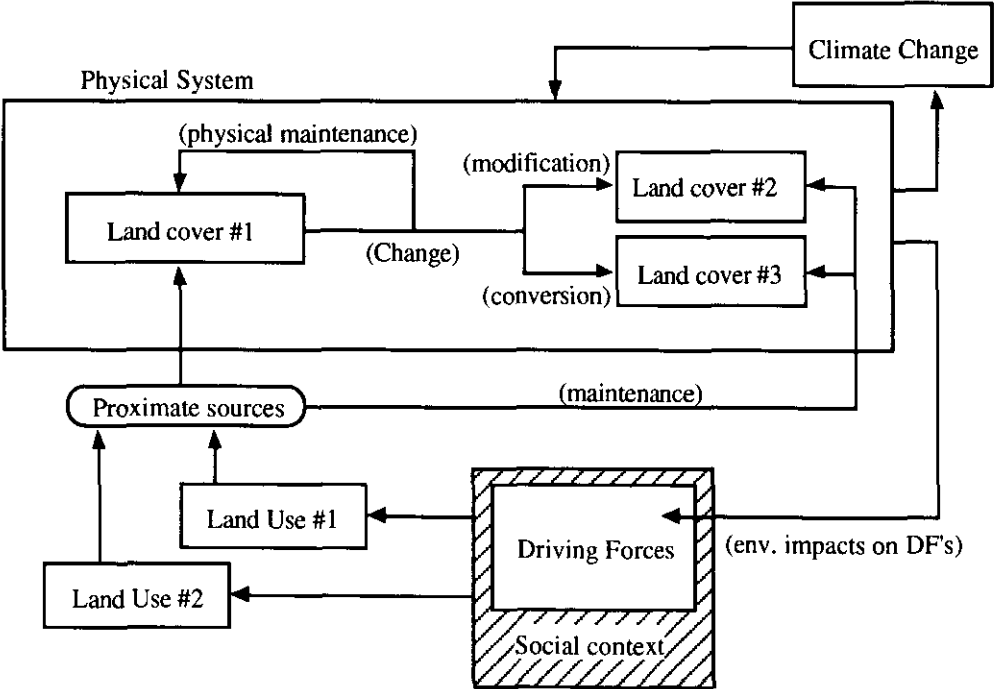 Climate Change
Physical System
(physical maintenance)
(modification)
Land cover #2
Land cover #1
(Change)
Land cover #3
(conversion)
(maintenance)
Proximate sources
Land Use #1
Driving Forces
(env. impacts on DF's)
Land Use #2
Social context